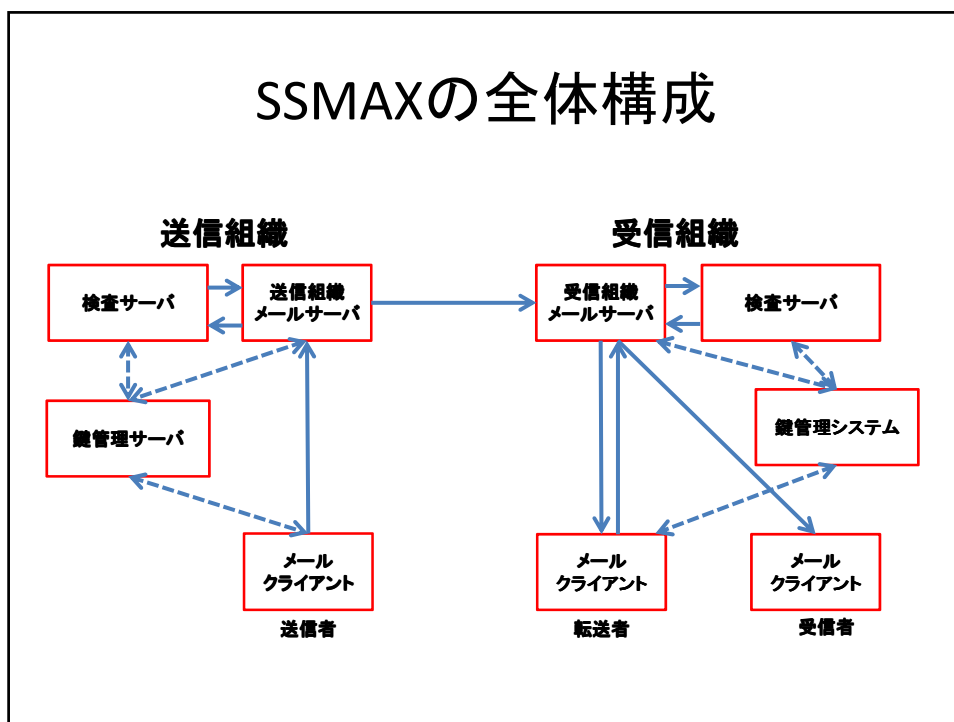 SSMAXの全体構成
送信組織
受信組織
検査サーバ
送信組織
メールサーバ
受信組織
メールサーバ
検査サーバ
鍵管理サーバ
鍵管理システム
メール
クライアント
メール
クライアント
メール
クライアント
送信者
転送者
受信者